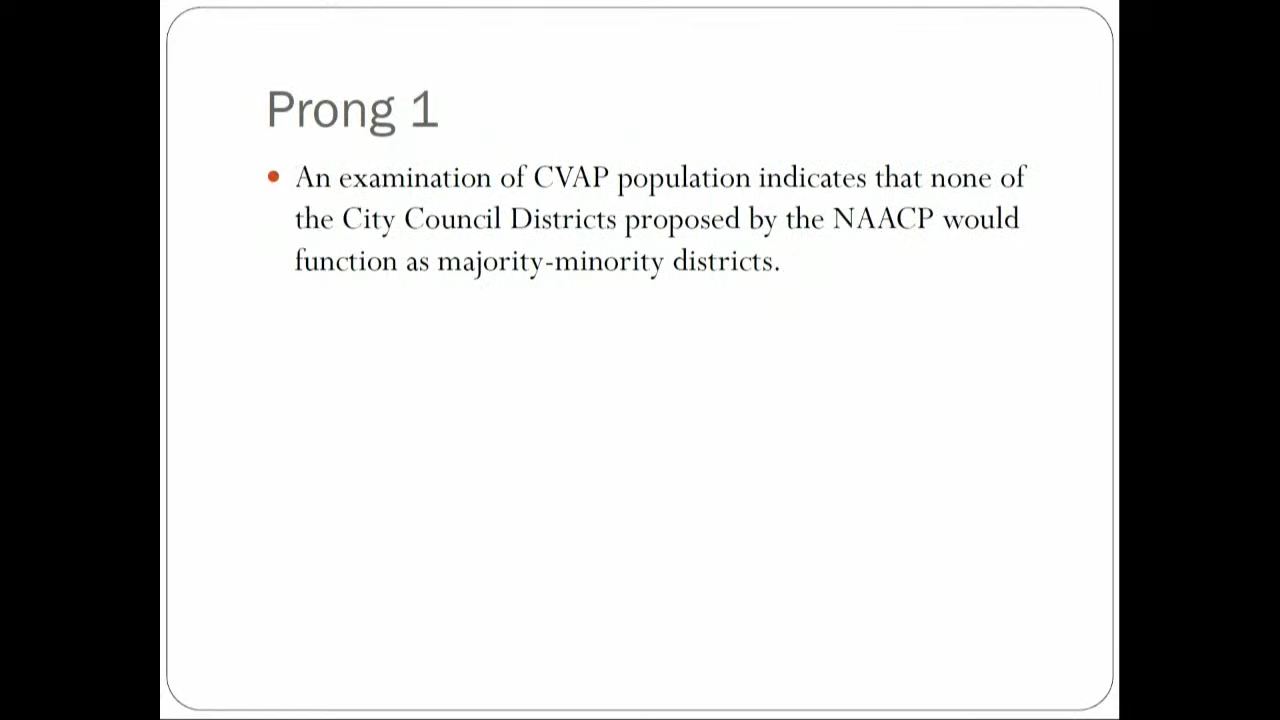 Prong 1
• An examination of CVAP population indicates that none of
the City Council Districts proposed by the NAACP would
function as majority-minority districts.